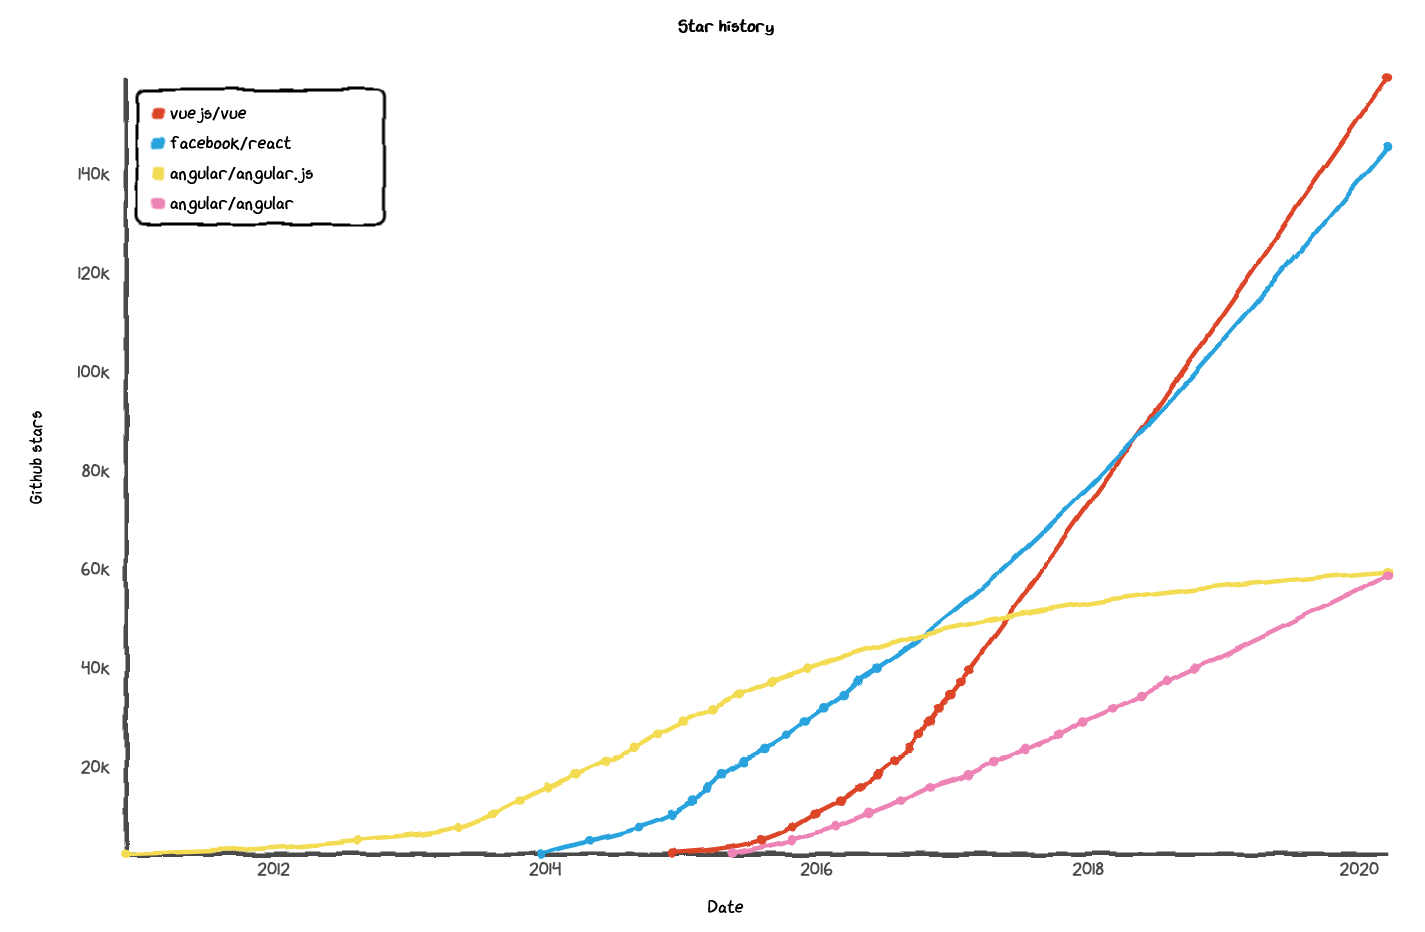 Star history
vuejs/vue
facebook/react
angular/angular.js
angular/angular
140K
120K
100K
80K
60K
40K
20K
Github stars
2012 2014 2016 2018 2020
Date